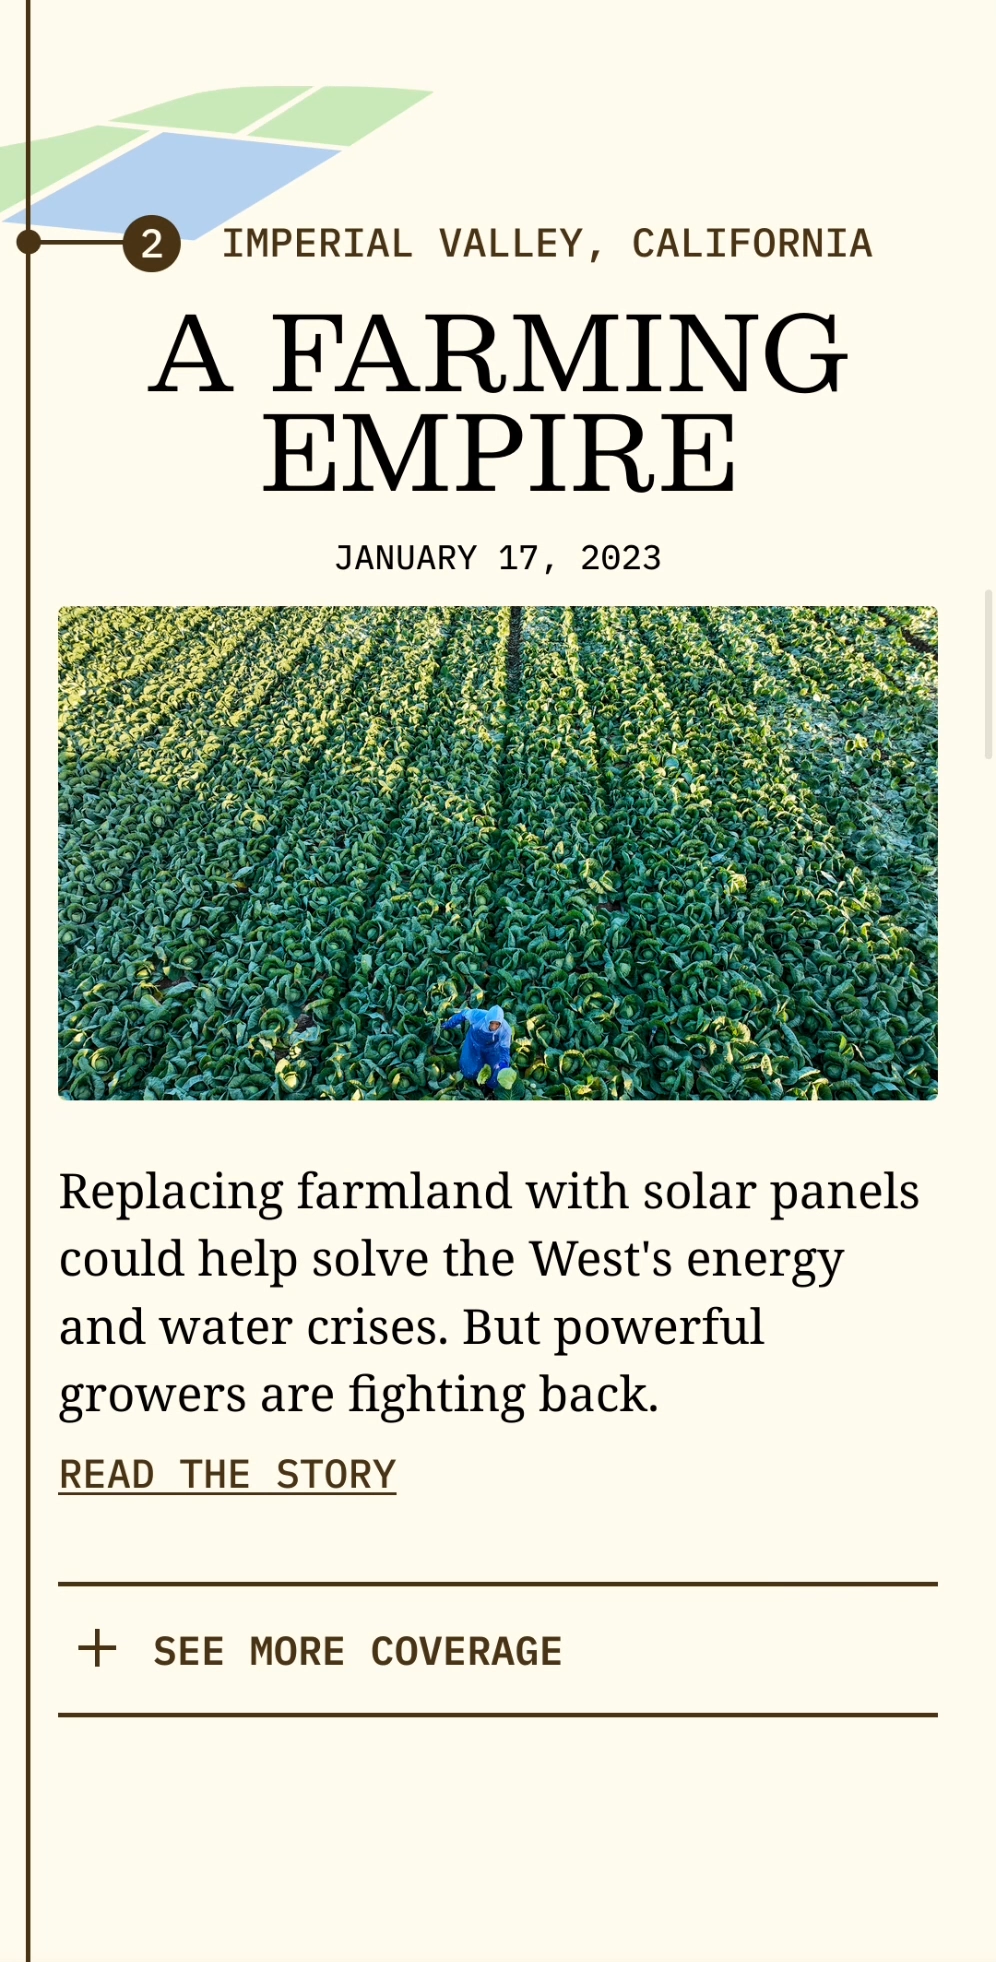 2
IMPERIAL VALLEY, CALIFORNIA
A FARMING
EMPIRE
JANUARY 17, 2023
Replacing farmland with solar panels
could help solve the West's energy
and water crises. But powerful
growers are fighting back.
READ THE STORY
+ SEE MORE COVERAGE